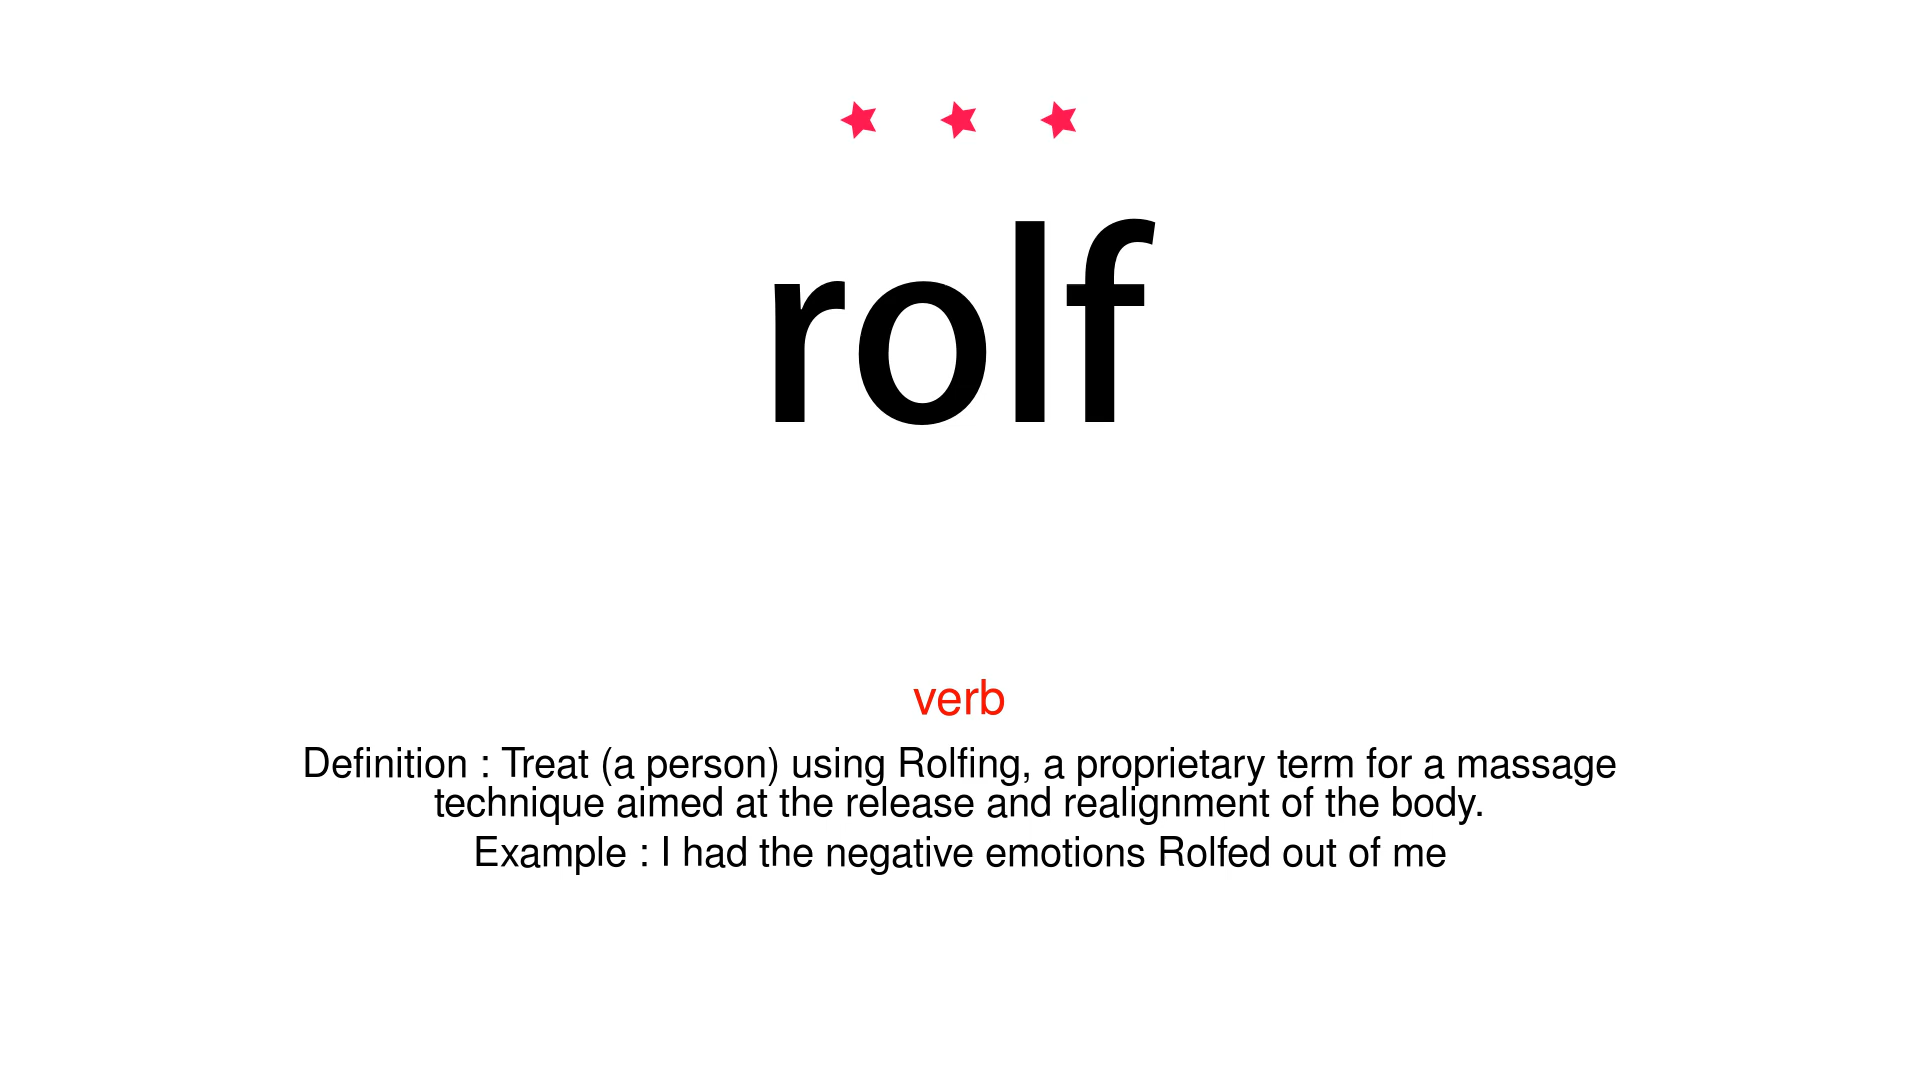 rolf
verb
Definition : Treat (a person) using Rolfing, a proprietary term for a massage
technique aimed at the release and realignment of the body.
Example : I had the negative emotions Rolfed out of me